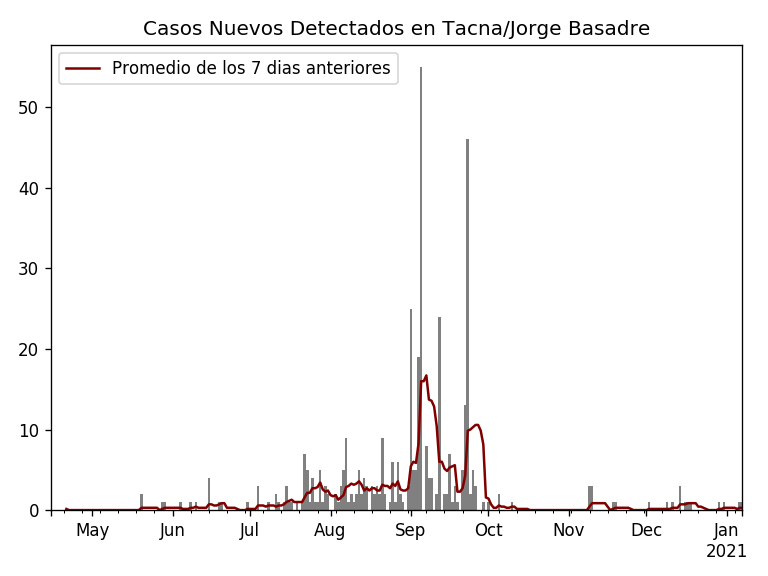 Casos Nuevos Detectados en Tacna/Jorge Basadre
Promedio de los 7 dias anteriores
50
40
30
20
10
0
May Jun Jul Aug Sep Oct Nov Dec Jan
2021